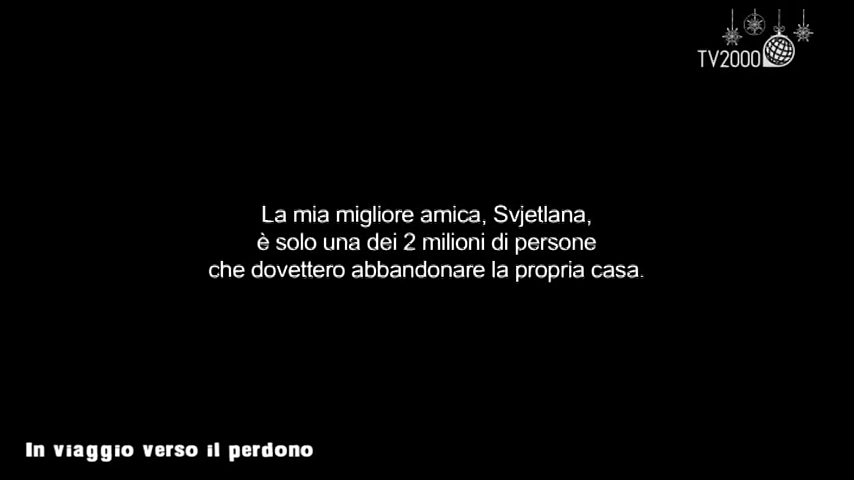 TV2000
La mia migliore amica, Svjetlana,
è solo una dei 2 milioni di persone
che dovettero abbandonare la propria casa.
In viaggio verso il perdono